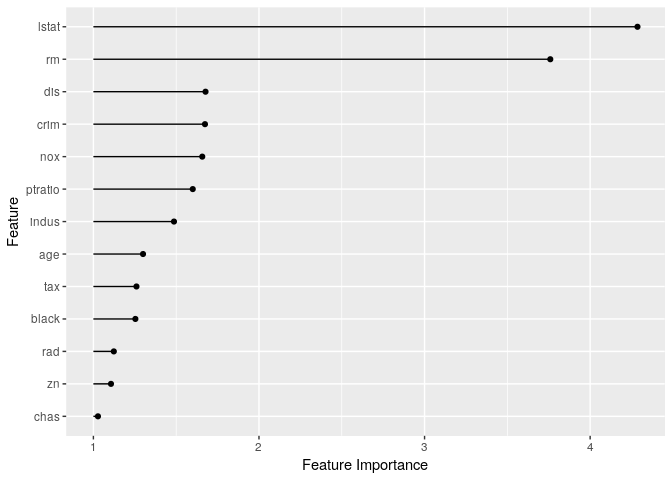 lstat
rm
dis
crim
nox
ptratio
indus
age
tax
black
rad
zn
chas
Feature
1 2 3 4
Feature Importance